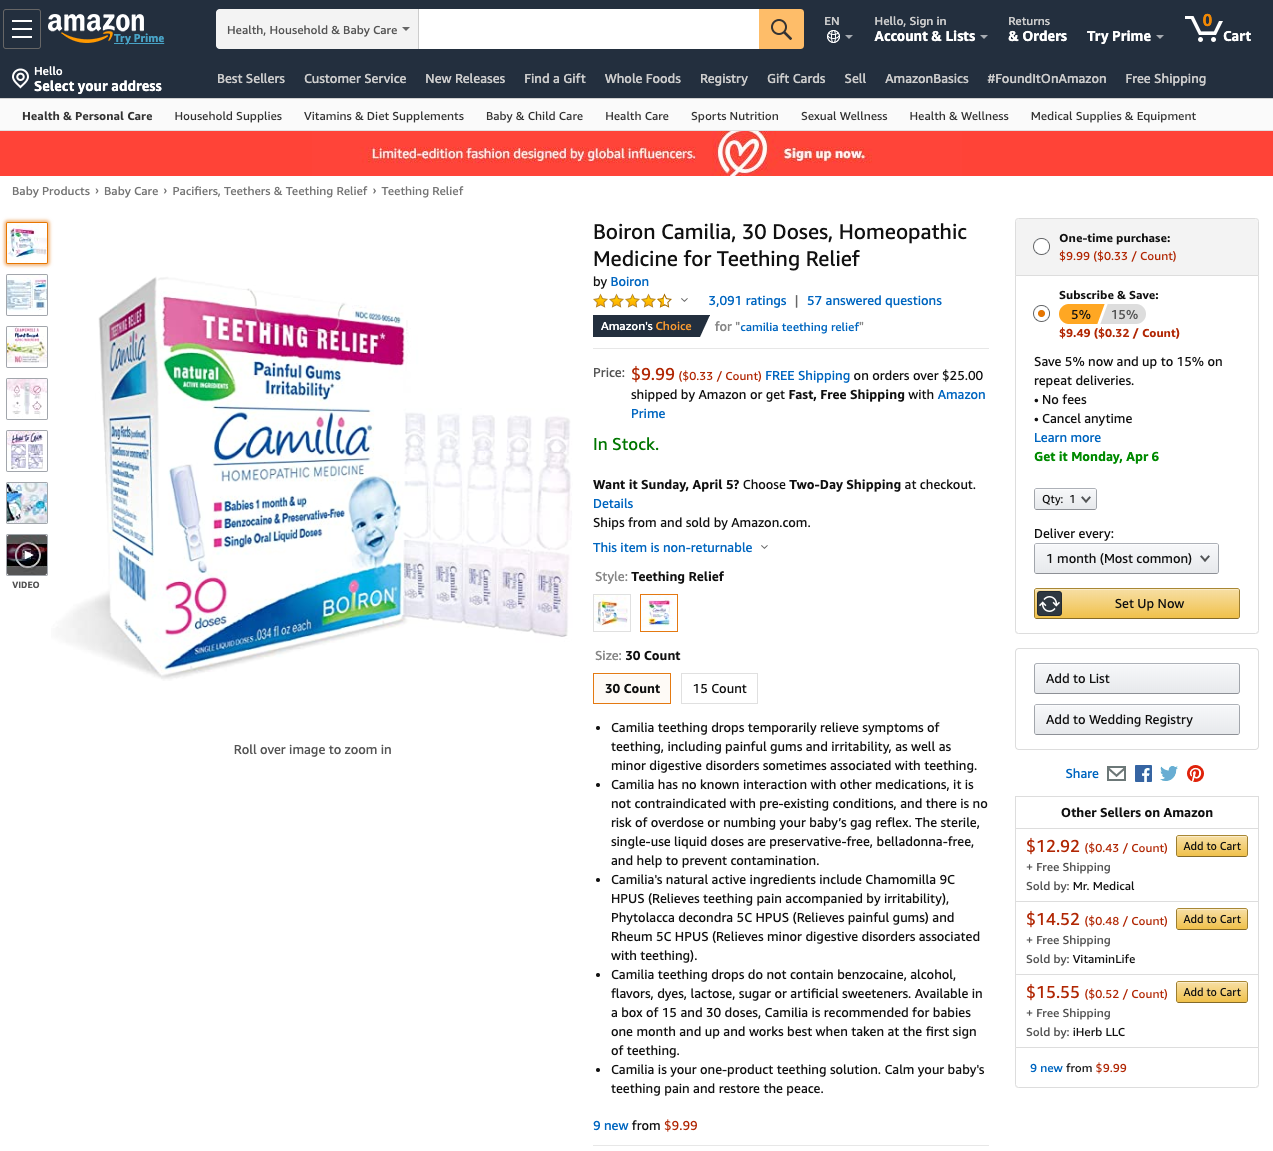 amazon
Try Prime
Health, Household & Baby Care
EN
Hello, Sign in
Account & Lists
Returns
& Orders
Try Prime
0
Cart
Hello
Select your address
Best Sellers
Customer Service
New Releases
Find a Gift
Whole Foods
Registry
Gift Cards
Sell
AmazonBasics
#FoundItOnAmazon
Free Shipping
Health & Personal Care
Household Supplies
Vitamins & Diet Supplements
Baby & Child Care
Health Care
Sports Nutrition
Sexual Wellness
Health & Wellness
Medical Supplies & Equipment
Limited-edition fashion designed by global influencers.
Sign up now.
Baby Products › Baby Care › Pacifiers, Teethers & Teething Relief › Teething Relief
VIDEO
TEETHING RELIEF
Camilia
NDC 0220-9054-09
TEETHING RELIEF*
natural
ACTIVE INGREDIENTS
Painful Gums
Irritability*
Camilia®
HOMEOPATHIC MEDICINE
Babies 1 month & up
Benzocaine & Preservative-Free
Single Oral Liquid Doses
30
doses
BOIRON®
SINGLE LIQUID DOSES .034 fl oz each
Roll over image to zoom in
Boiron Camilia, 30 Doses, Homeopathic
Medicine for Teething Relief
by Boiron
3,091 ratings | 57 answered questions
Amazon's Choice for "camilia teething relief"
Price: $9.99 ($0.33 / Count) FREE Shipping on orders over $25.00
shipped by Amazon or get Fast, Free Shipping with Amazon
Prime
In Stock.
Want it Sunday, April 5? Choose Two-Day Shipping at checkout.
Details
Ships from and sold by Amazon.com.
This item is non-returnable
Style: Teething Relief
Size: 30 Count
30 Count
15 Count
• Camilia teething drops temporarily relieve symptoms of
teething, including painful gums and irritability, as well as
minor digestive disorders sometimes associated with teething.
• Camilia has no known interaction with other medications, it is
not contraindicated with pre-existing conditions, and there is no
risk of overdose or numbing your baby's gag reflex. The sterile,
single-use liquid doses are preservative-free, belladonna-free,
and help to prevent contamination.
• Camilia's natural active ingredients include Chamomilla 9C
HPUS (Relieves teething pain accompanied by irritability),
Phytolacca decondra 5C HPUS (Relieves painful gums) and
Rheum 5C HPUS (Relieves minor digestive disorders associated
with teething).
• Camilia teething drops do not contain benzocaine, alcohol,
flavors, dyes, lactose, sugar or artificial sweeteners. Available in
a box of 15 and 30 doses, Camilia is recommended for babies
one month and up and works best when taken at the first sign
of teething.
• Camilia is your one-product teething solution. Calm your baby's
teething pain and restore the peace.
9 new from $9.99
One-time purchase:
$9.99 ($0.33 / Count)
Subscribe & Save:
5% 15%
$9.49 ($0.32 / Count)
Save 5% now and up to 15% on
repeat deliveries.
• No fees
• Cancel anytime
Learn more
Get it Monday, Apr 6
Qty: 1
Deliver every:
1 month (Most common)
Set Up Now
Add to List
Add to Wedding Registry
Share
Other Sellers on Amazon
$12.92 ($0.43 / Count) Add to Cart
+ Free Shipping
Sold by: Mr. Medical
$14.52 ($0.48 / Count) Add to Cart
+ Free Shipping
Sold by: VitaminLife
$15.55 ($0.52 / Count) Add to Cart
+ Free Shipping
Sold by: iHerb LLC
9 new from $9.99